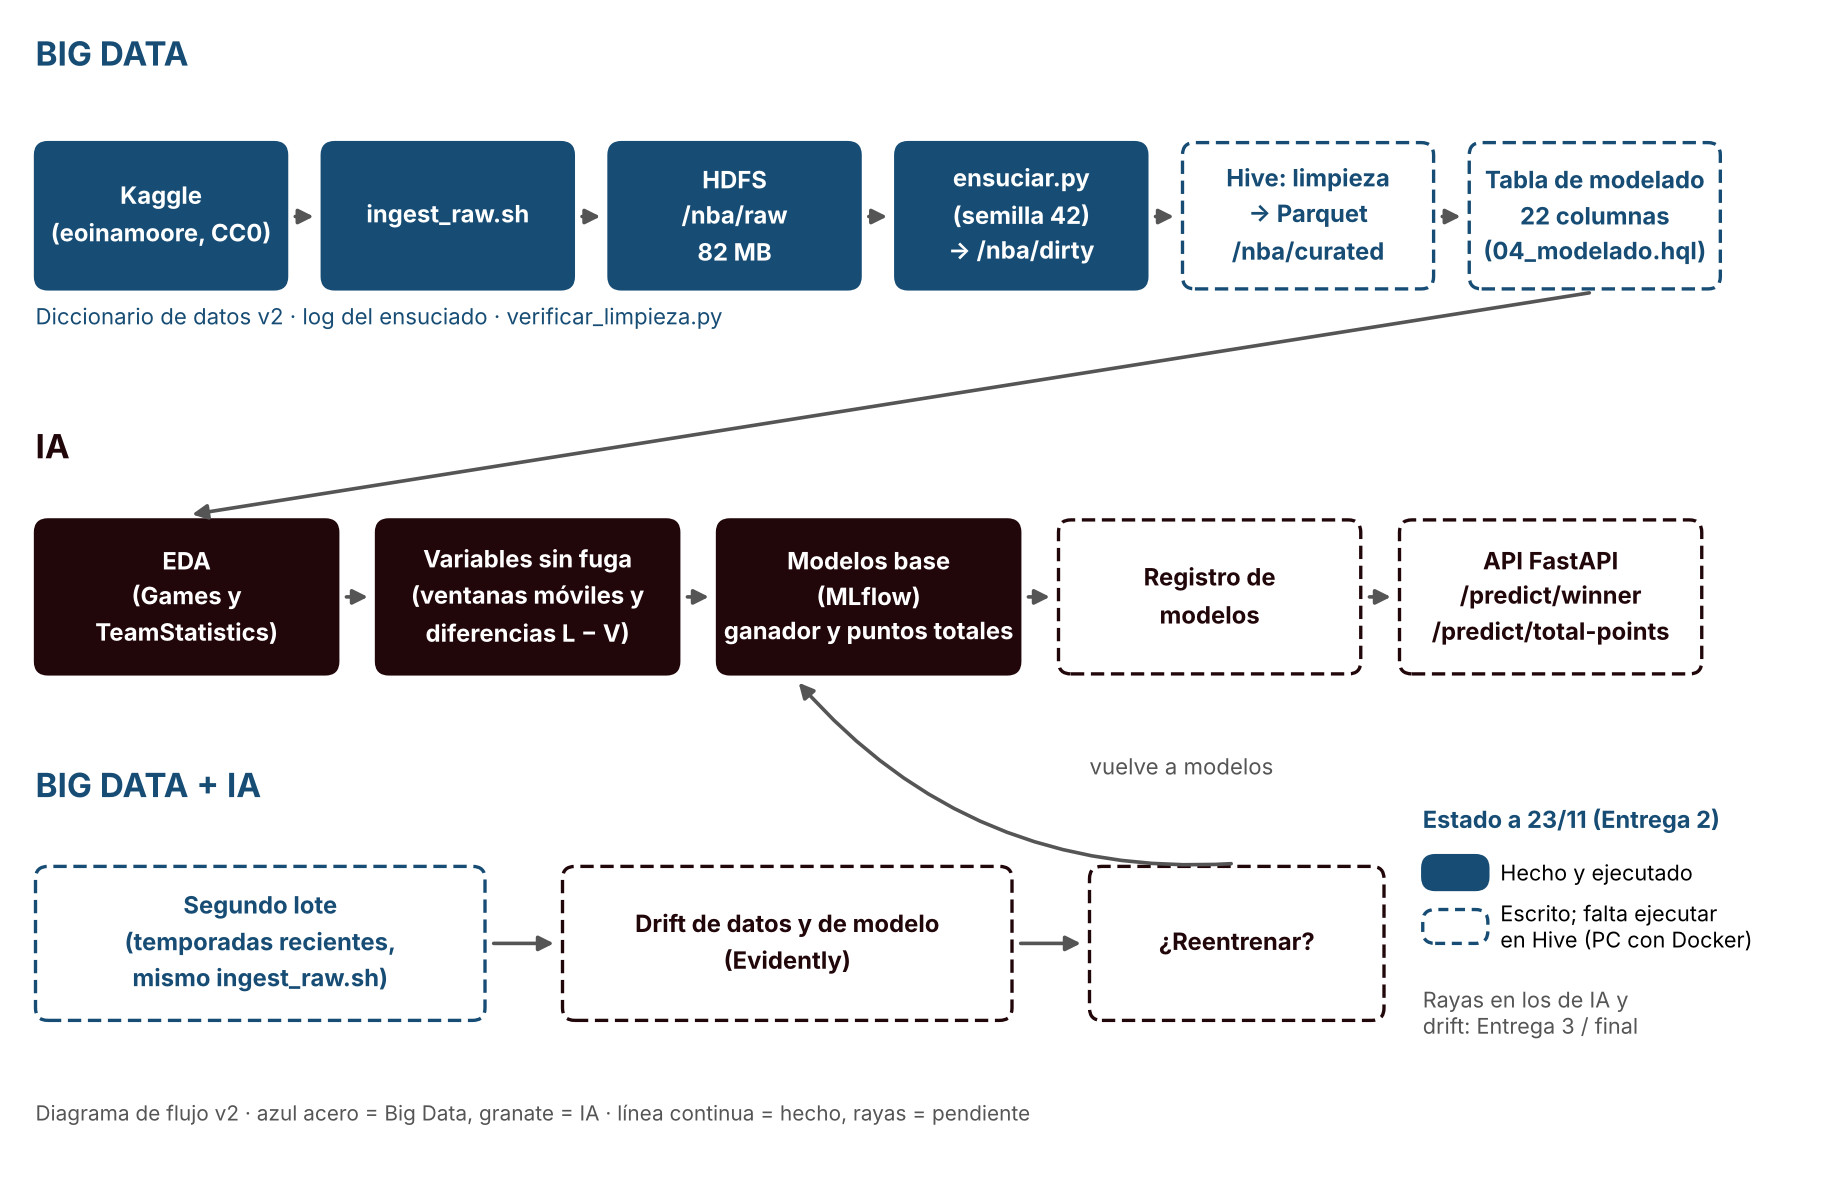 BIG DATA
Kaggle
(eoinamoore, CC0)
ingest_raw.sh
HDFS
/nba/raw
82 MB
ensuciar.py
(semilla 42)
→ /nba/dirty
Hive: limpieza
→ Parquet
/nba/curated
Tabla de modelado
22 columnas
(04_modelado.hql)
Diccionario de datos v2 · log del ensuciado · verificar_limpieza.py
IA
EDA
(Games y
TeamStatistics)
Variables sin fuga
(ventanas móviles y
diferencias L − V)
Modelos base
(MLflow)
ganador y puntos totales
Registro de
modelos
API FastAPI
/predict/winner
/predict/total-points
vuelve a modelos
BIG DATA + IA
Segundo lote
(temporadas recientes,
mismo ingest_raw.sh)
Drift de datos y de modelo
(Evidently)
¿Reentrenar?
Estado a 23/11 (Entrega 2)
Hecho y ejecutado
Escrito; falta ejecutar
en Hive (PC con Docker)
Rayas en los de IA y
drift: Entrega 3 / final
Diagrama de flujo v2 · azul acero = Big Data, granate = IA · línea continua = hecho, rayas = pendiente